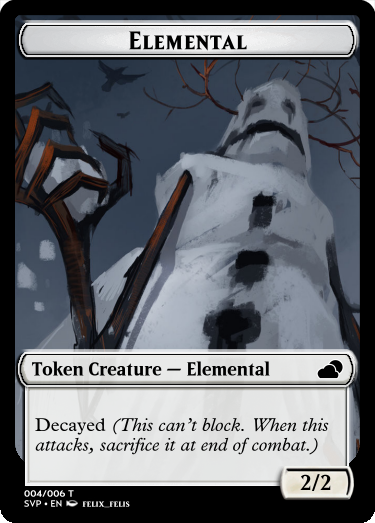 Elemental
Token Creature — Elemental
Decayed (This can't block. When this
attacks, sacrifice it at end of combat.)
2/2
004/006 T
SVP • EN FELIX_FELIS